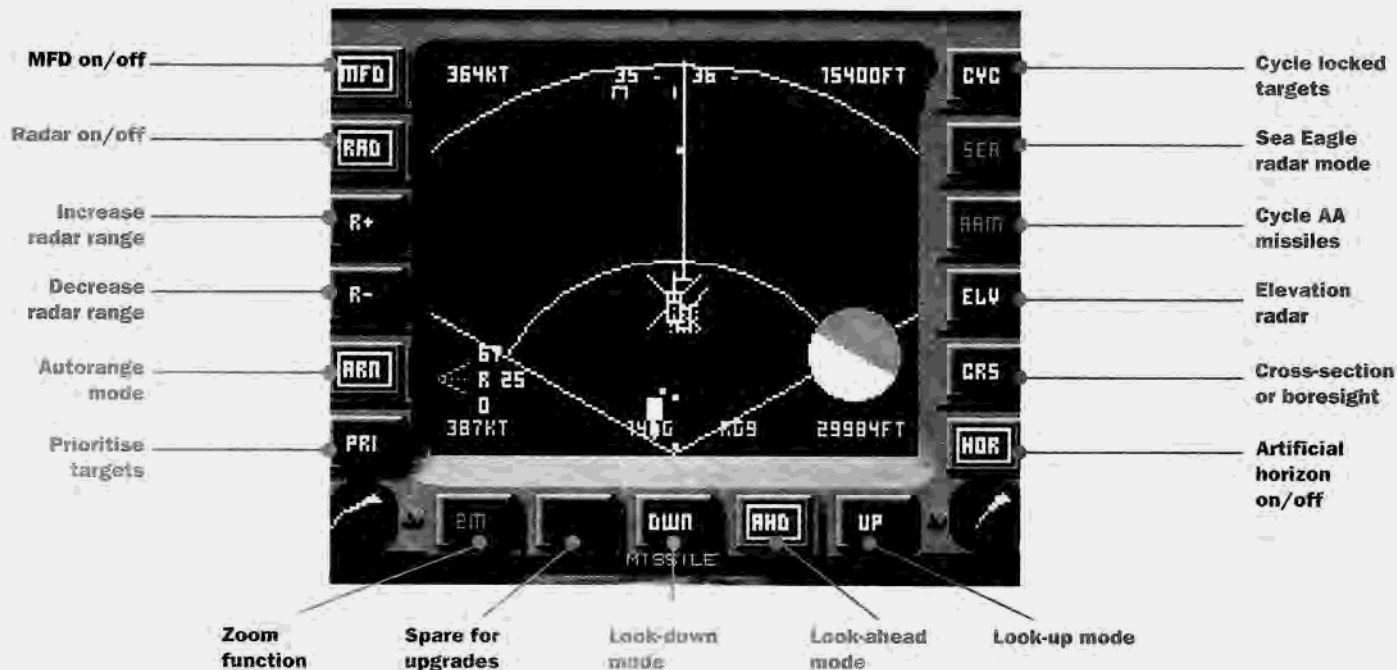 MFD on/off
Radar on/off
Increase
radar range
Decrease
radar range
Autorange
mode
Prioritise
targets
MFD
RAD
R+
R-
ARN
PRI
364KT
35 - 36 -
15400FT
67
R 25
0
387KT
29984FT
CYC
SEA
AAM
ELV
CRS
HOR
Cycle locked
targets
Sea Eagle
radar mode
Cycle AA
missiles
Elevation
radar
Cross-section
or boresight
Artificial
horizon
on/off
ZM
DWN
AHD
UP
MISSILE
Zoom
function
Spare for
upgrades
Look-down
mode
Look-ahead
mode
Look-up mode